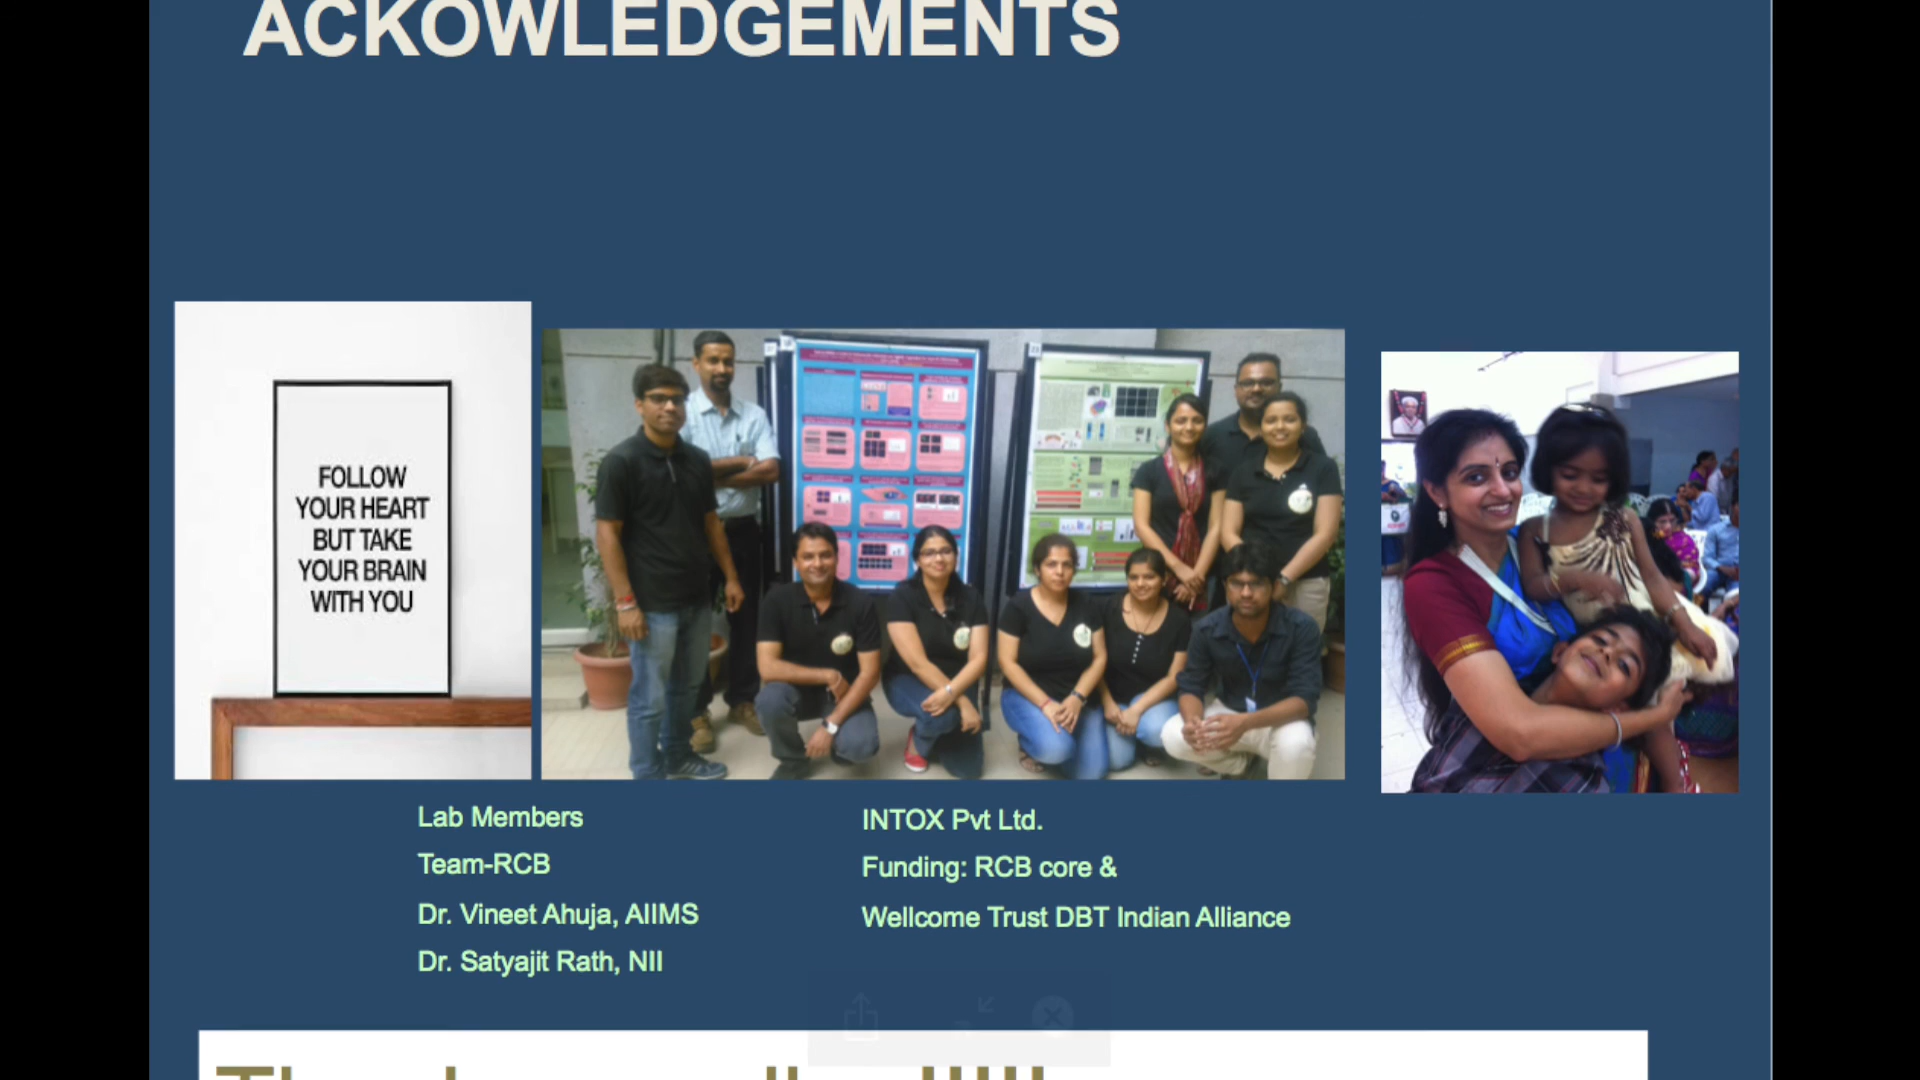 ACKOWLEDGEMENTS
FOLLOW
YOUR HEART
BUT TAKE
YOUR BRAIN
WITH YOU
Lab Members
Team-RCB
Dr. Vineet Ahuja, AIIMS
Dr. Satyajit Rath, NII
INTOX Pvt Ltd.
Funding: RCB core &
Wellcome Trust DBT Indian Alliance